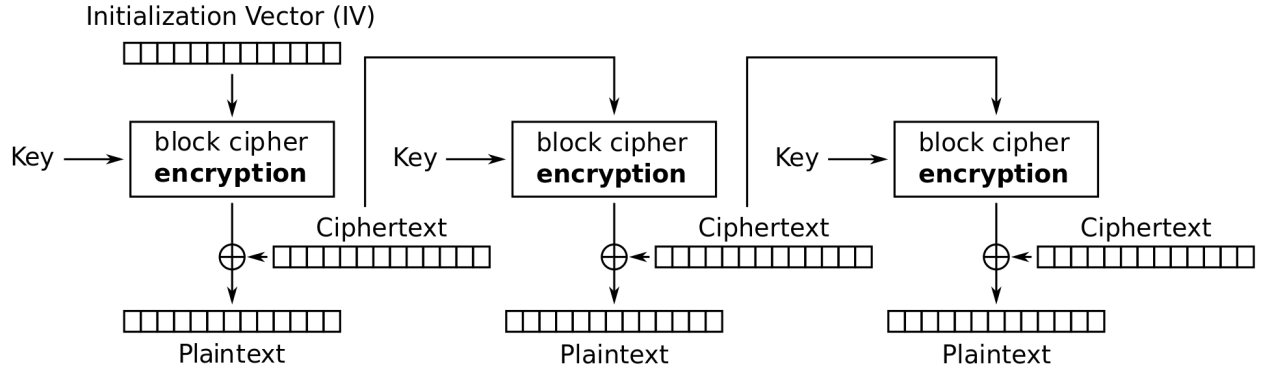 Initialization Vector (IV)
Key
block cipher
encryption
Ciphertext
Plaintext
Key
block cipher
encryption
Ciphertext
Plaintext
Key
block cipher
encryption
Ciphertext
Plaintext